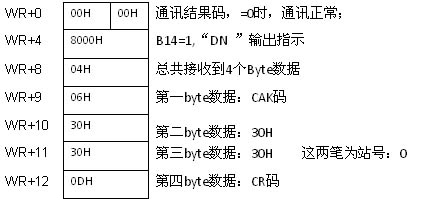 WR+0 00H 00H 通讯结果码，=0时，通讯正常；
WR+4 8000H B14=1,“DN ”输出指示
WR+8 04H 总共接收到4个Byte数据
WR+9 06H 第一byte数据：CAK码
WR+10 30H 第二byte数据：30H
WR+11 30H 第三byte数据：30H 这两笔为站号：0
WR+12 0DH 第四byte数据：CR码